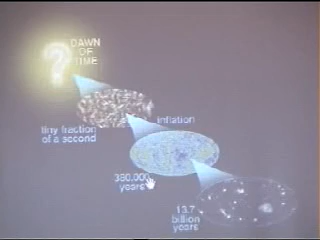 ?
DAWN
OF
TIME
tiny fraction
of a second
inflation
380,000
years
13.7
billion
years